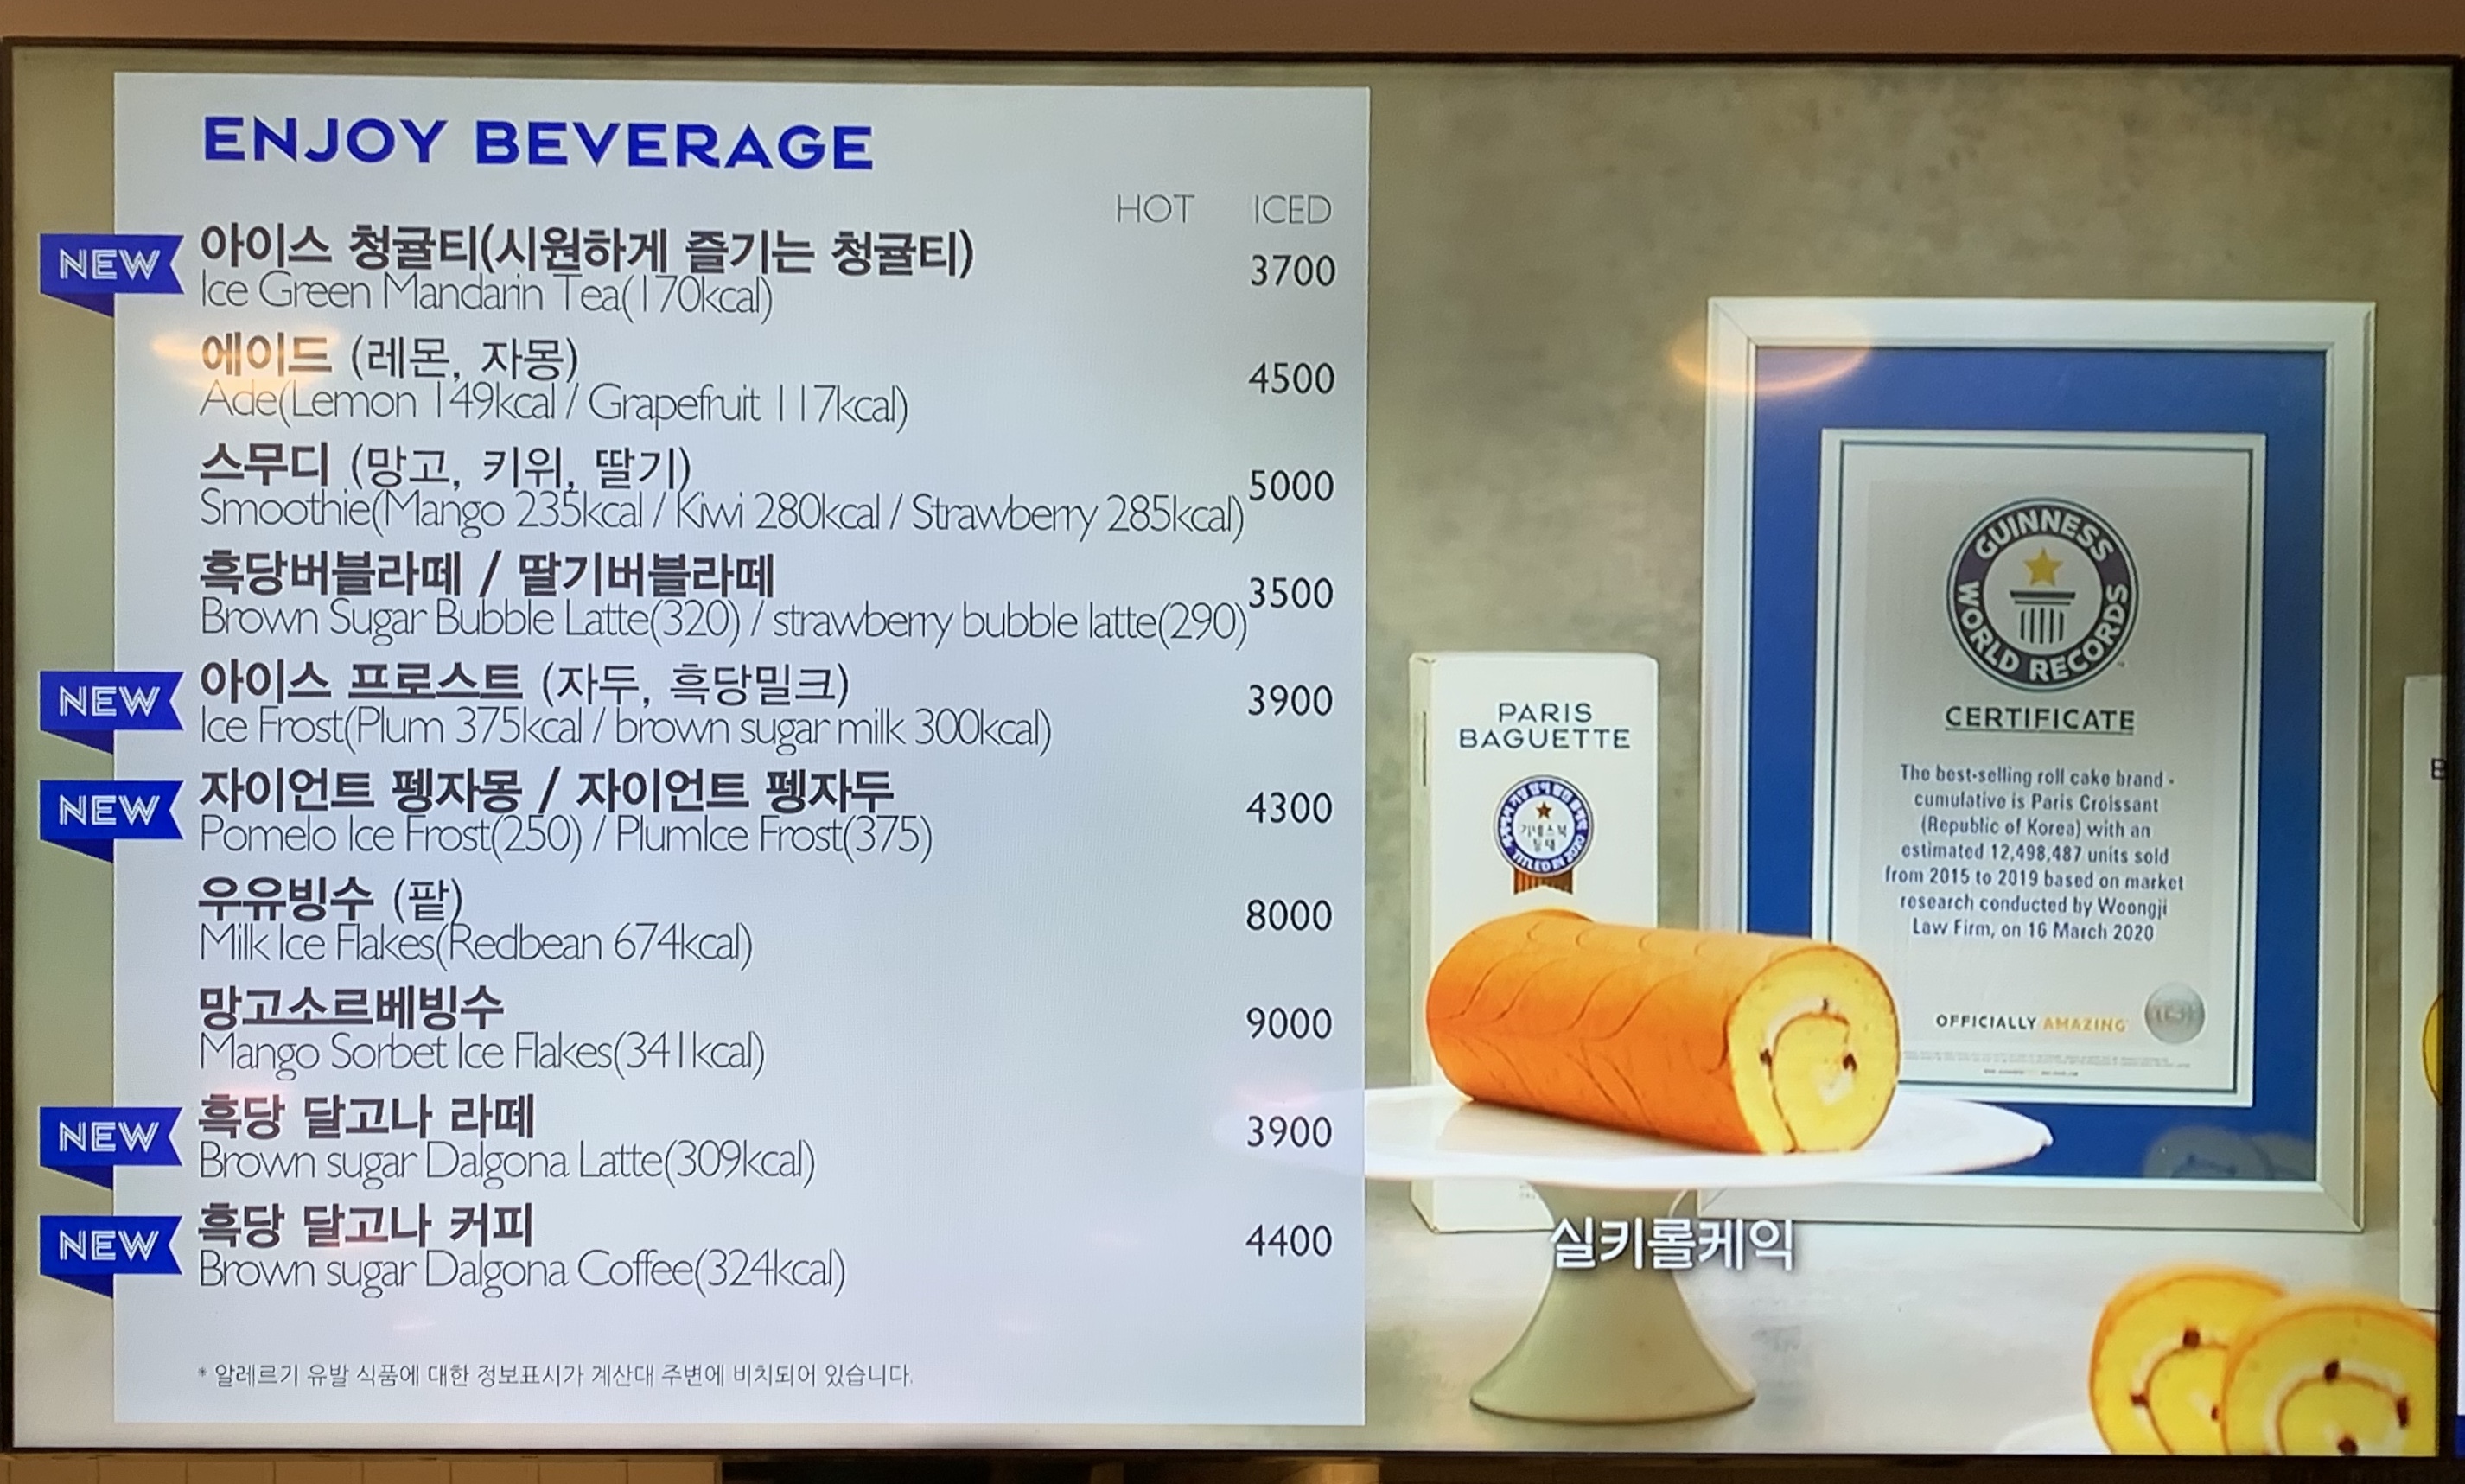 ENJOY BEVERAGE
HOT ICED
NEW
아이스 청귤티(시원하게 즐기는 청귤티)
3700
Ice Green Mandarin Tea(170kcal)
에이드 (레몬, 자몽)
4500
Ade(Lemon 149kcal / Grapefruit 117kcal)
스무디 (망고, 키위, 딸기)
5000
Smoothie(Mango 235kcal / Kiwi 280kcal / Strawberry 285kcal)
흑당버블라떼 / 딸기버블라떼
3500
Brown Sugar Bubble Latte(320) / strawberry bubble latte(290)
NEW
아이스 프로스트 (자두, 흑당밀크)
3900
Ice Frost(Plum 375kcal / brown sugar milk 300kcal)
NEW
자이언트 펭자몽 / 자이언트 펭자두
4300
Pomelo Ice Frost(250) / PlumIce Frost(375)
우유빙수 (팥)
8000
Milk Ice Flakes(Redbean 674kcal)
망고소르베빙수
9000
Mango Sorbet Ice Flakes(341kcal)
NEW
흑당 달고나 라떼
3900
Brown sugar Dalgona Latte(309kcal)
NEW
흑당 달고나 커피
4400
Brown sugar Dalgona Coffee(324kcal)
* 알레르기 유발 식품에 대한 정보표시가 계산대 주변에 비치되어 있습니다.
PARIS
BAGUETTE
기네스북
등재
GUINNESS
WORLD RECORDS
CERTIFICATE
The best-selling roll cake brand -
cumulative is Paris Croissant
(Republic of Korea) with an
estimated 12,498,487 units sold
from 2015 to 2019 based on market
research conducted by Woongji
Law Firm, on 16 March 2020
OFFICIALLY AMAZING
실키롤케익